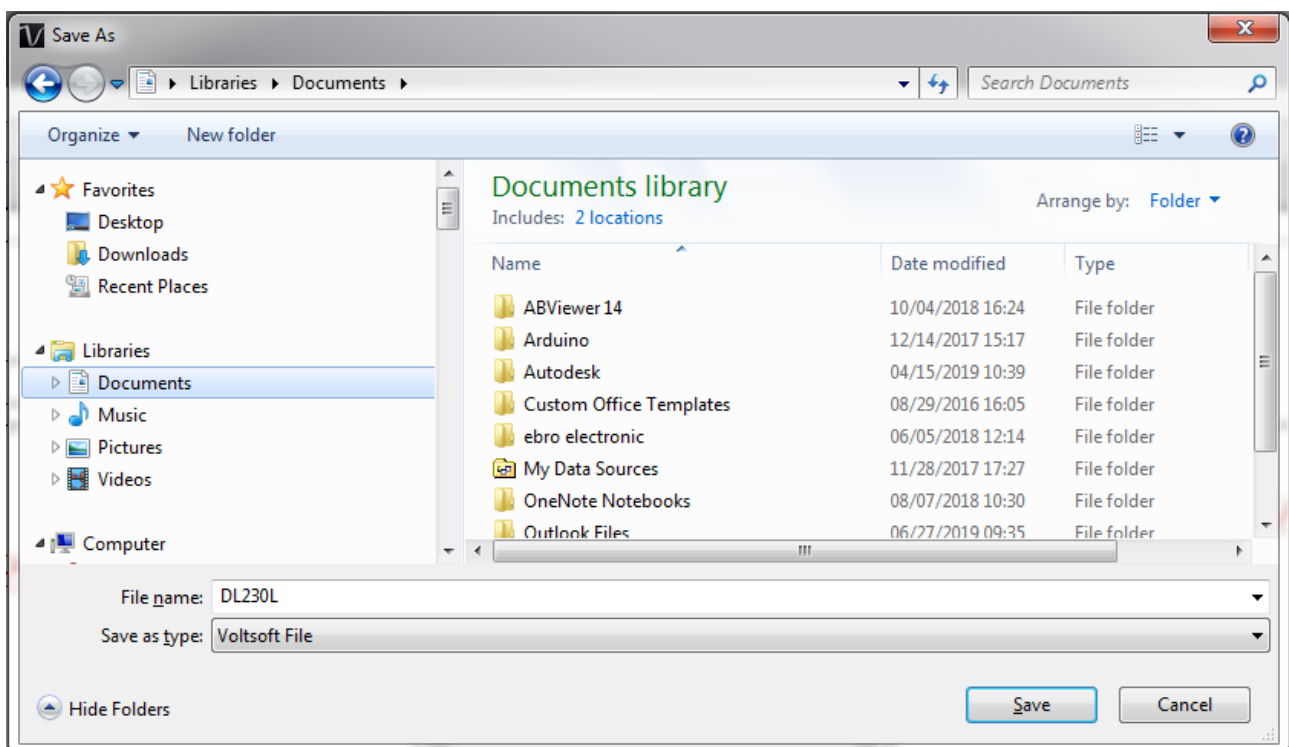 Save As
Libraries Documents
Search Documents
Organize New folder
Favorites
Desktop
Downloads
Recent Places
Libraries
Documents
Music
Pictures
Videos
Computer
Documents library
Includes: 2 locations
Arrange by: Folder
Name Date modified Type
ABViewer 14 10/04/2018 16:24 File folder
Arduino 12/14/2017 15:17 File folder
Autodesk 04/15/2019 10:39 File folder
Custom Office Templates 08/29/2016 16:05 File folder
ebro electronic 06/05/2018 12:14 File folder
My Data Sources 11/28/2017 17:27 File folder
OneNote Notebooks 08/07/2018 10:30 File folder
Outlook Files 06/27/2019 09:35 File folder
File name: DL230L
Save as type: Voltsoft File
Hide Folders
Save Cancel